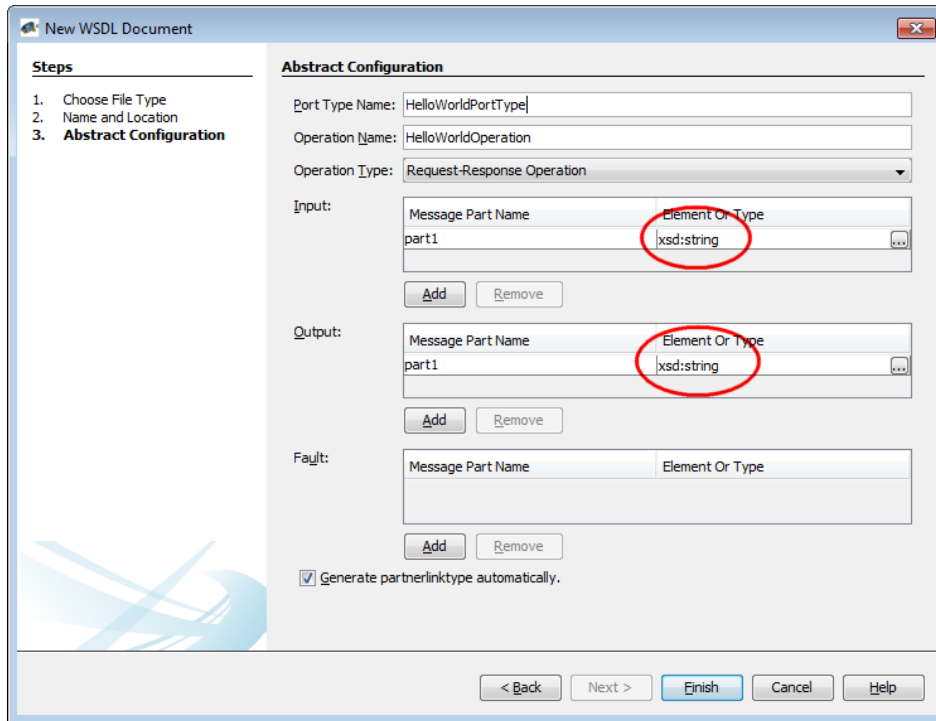 New WSDL Document
Steps
1. Choose File Type
2. Name and Location
3. Abstract Configuration
Abstract Configuration
Port Type Name: HelloWorldPortType
Operation Name: HelloWorldOperation
Operation Type: Request-Response Operation
Input:
Message Part Name Element Or Type
part1 xsd:string ...
Add Remove
Output:
Message Part Name Element Or Type
part1 xsd:string ...
Add Remove
Fault:
Message Part Name Element Or Type
Add Remove
Generate partnerlinktype automatically.
< Back Next > Finish Cancel Help